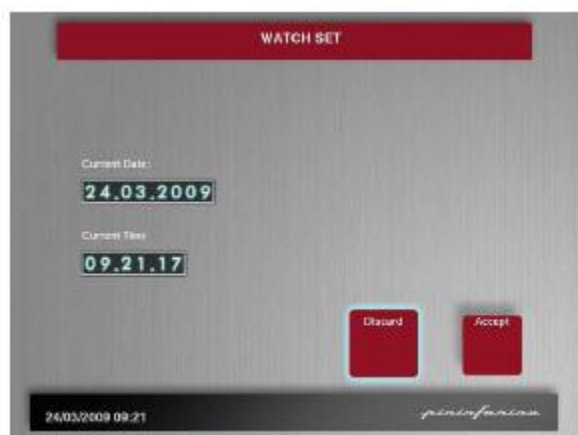 WATCH SET
Current Date:
24.03.2009
Current Time
09.21.17
Discard
Accept
24/03/2009 09:21
pininfarina